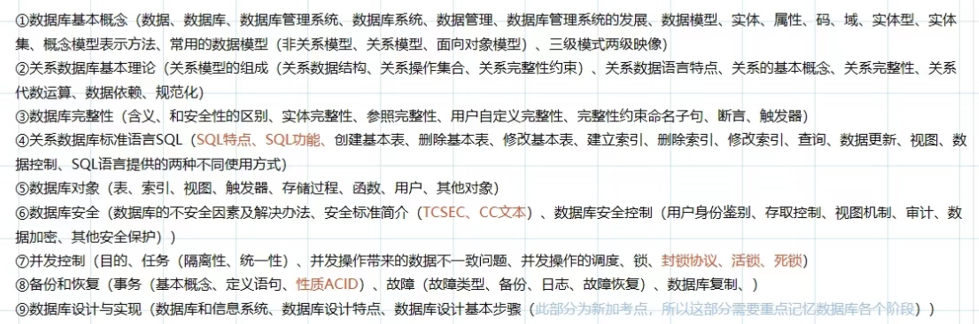 ①数据库基本概念（数据、数据库、数据库管理系统、数据库系统、数据管理、数据库管理系统的发展、数据模型、实体、属性、码、域、实体型、实体
集、概念模型表示方法、常用的数据模型（非关系模型、关系模型、面向对象模型）、三级模式两级映像）
②关系数据库基本理论（关系模型的组成（关系数据结构、关系操作集合、关系完整性约束）、关系数据语言特点、关系的基本概念、关系完整性、关系
代数运算、数据依赖、规范化）
③数据库完整性（含义、和安全性的区别、实体完整性、参照完整性、用户自定义完整性、完整性约束命名子句、断言、触发器）
④关系数据库标准语言SQL（SQL特点、SQL功能、创建基本表、删除基本表、修改基本表、建立索引、删除索引、修改索引、查询、数据更新、视图、数
据控制、SQL语言提供的两种不同使用方式）
⑤数据库对象（表、索引、视图、触发器、存储过程、函数、用户、其他对象）
⑥数据库安全（数据库的不安全因素及解决办法、安全标准简介（TCSEC、CC文本）、数据库安全控制（用户身份鉴别、存取控制、视图机制、审计、数
据加密、其他安全保护））
⑦并发控制（目的、任务（隔离性、统一性）、并发操作带来的数据不一致问题、并发操作的调度、锁、封锁协议、活锁、死锁）
⑧备份和恢复（事务（基本概念、定义语句、性质ACID）、故障（故障类型、备份、日志、故障恢复）、数据库复制、）
⑨数据库设计与实现（数据库和信息系统、数据库设计特点、数据库设计基本步骤（此部分为新加考点，所以这部分需要重点记忆数据库各个阶段））